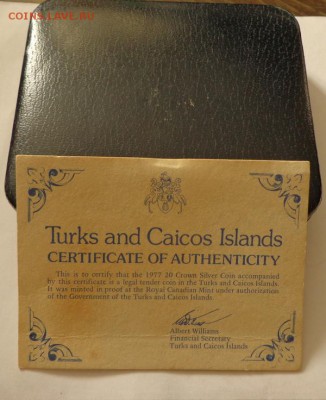 COINS.LAVE.RU
Turks and Caicos Islands
CERTIFICATE OF AUTHENTICITY
This is to certify that the 1977 20 Crown Silver Coin accompanied
by this certificate is a legal tender coin in the Turks and Caicos Islands.
It was minted in proof at the Royal Canadian Mint under authorization
of the Government of the Turks and Caicos Islands.
Albert Williams
Financial Secretary
Turks and Caicos Islands